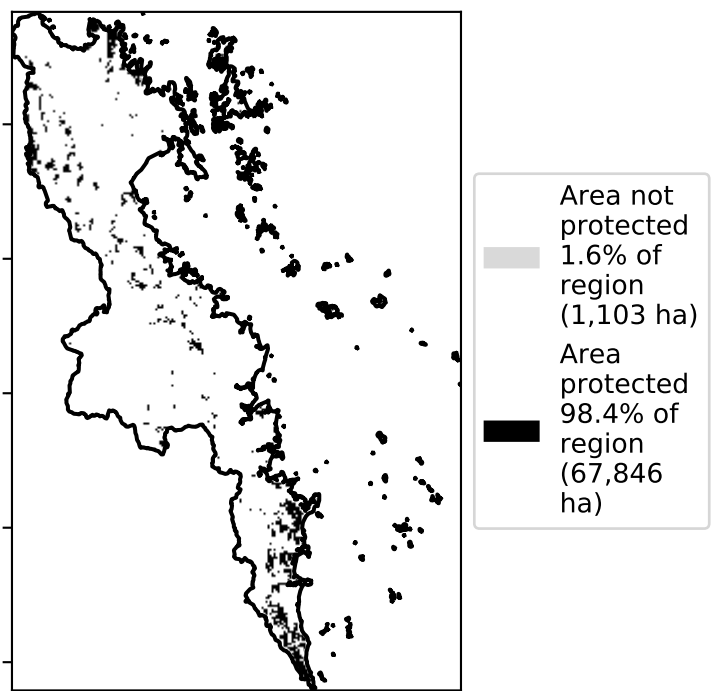 Area not
protected
1.6% of
region
(1,103 ha)
Area
protected
98.4% of
region
(67,846
ha)